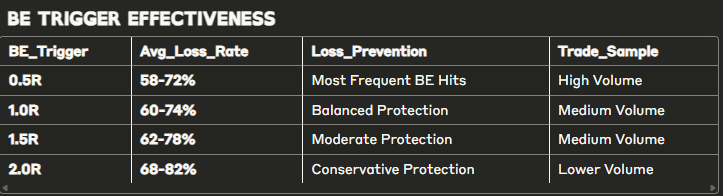 BE TRIGGER EFFECTIVENESS
BE_Trigger Avg_Loss_Rate Loss_Prevention Trade_Sample
0.5R 58-72% Most Frequent BE Hits High Volume
1.0R 60-74% Balanced Protection Medium Volume
1.5R 62-78% Moderate Protection Medium Volume
2.0R 68-82% Conservative Protection Lower Volume